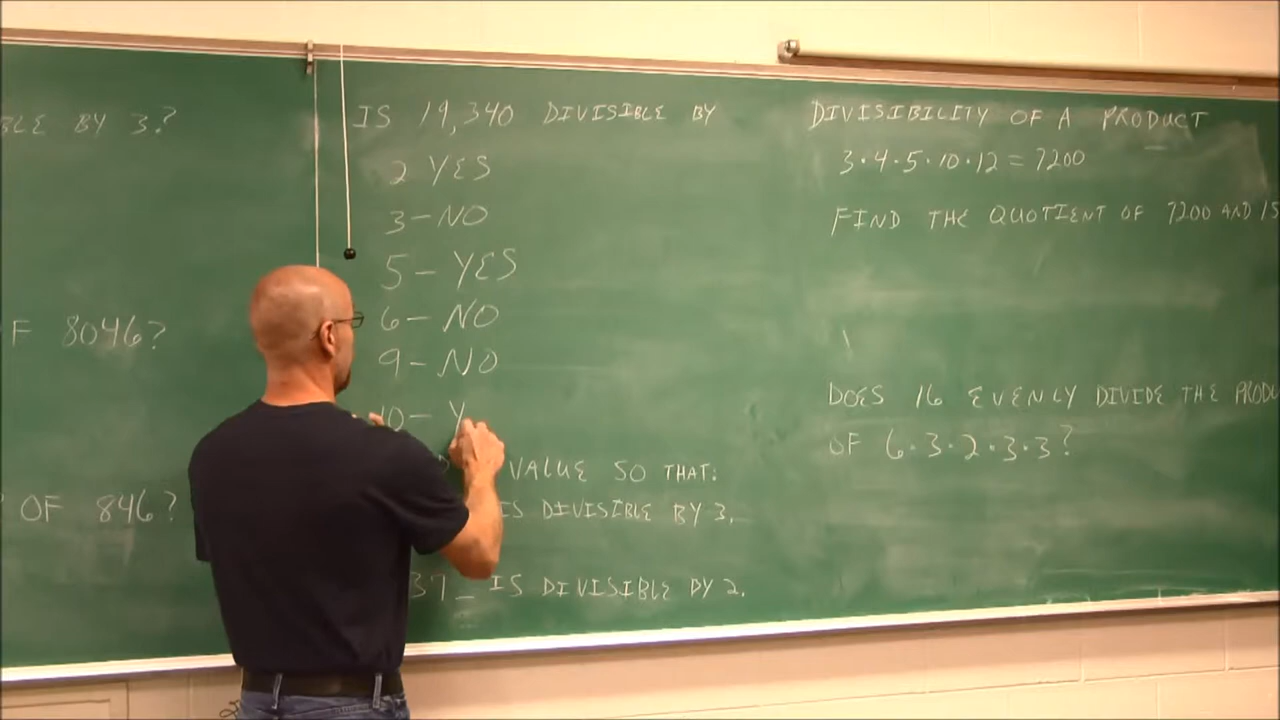 BY 3.?
F 8046?
OF 846?
IS 19,340 DIVISIBLE BY
2 YES
3-NO
5-YES
6-NO
9-NO
10-Y
VALUE SO THAT:
IS DIVISIBLE BY 3.
37_ IS DIVISIBLE BY 2.
DIVISIBILITY OF A PRODUCT
3·4·5·10·12=7200
FIND THE QUOTIENT OF 7200 AND 15
DOES 16 EVENLY DIVIDE THE PRODU
OF 6·3·2·3·3?